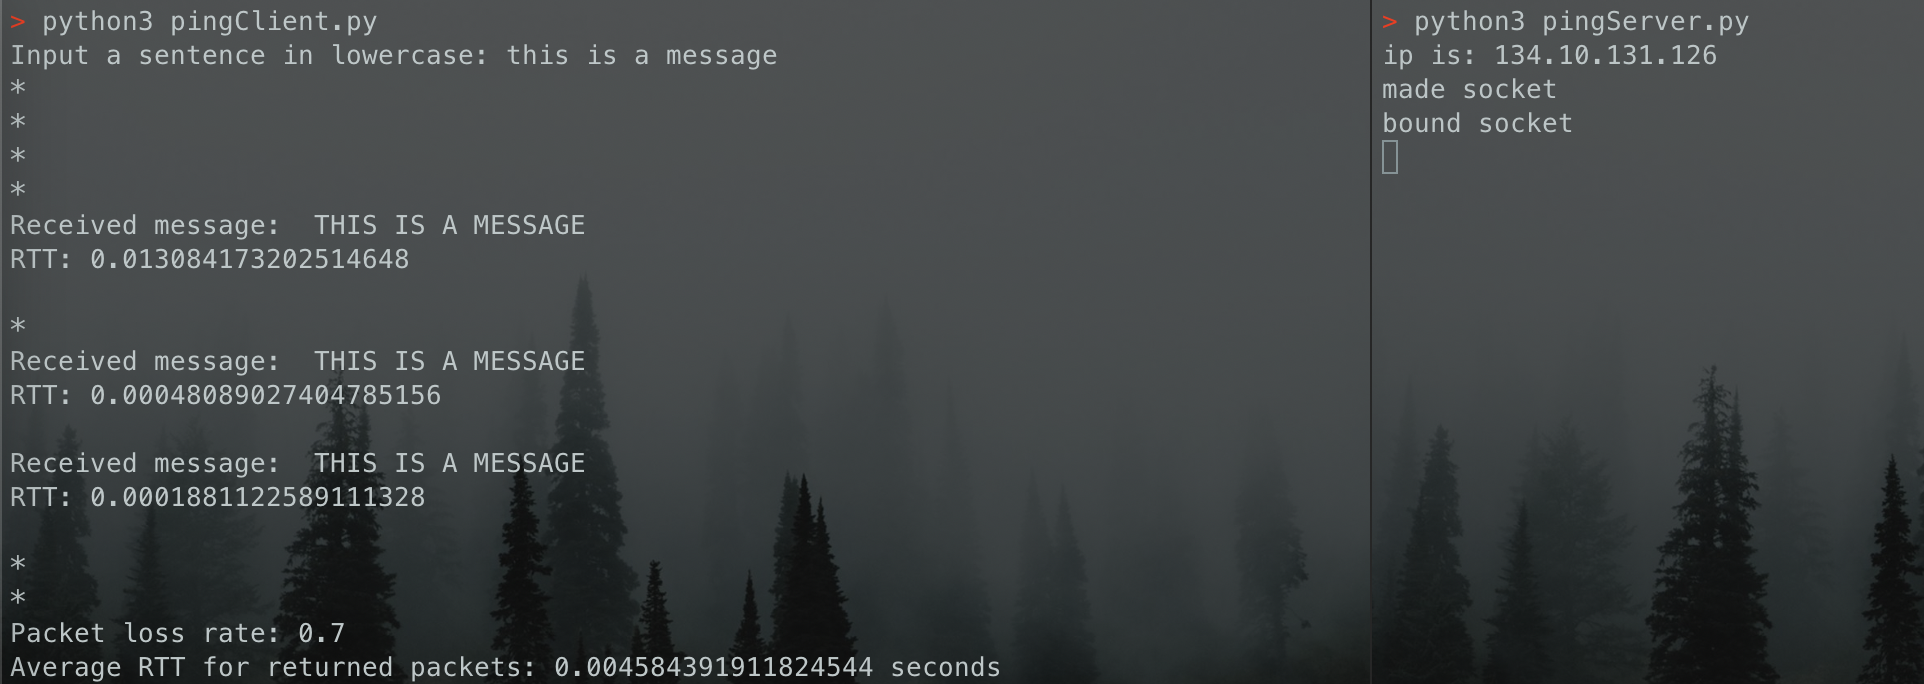 > python3 pingClient.py
Input a sentence in lowercase: this is a message
*
*
*
*
Received message:  THIS IS A MESSAGE
RTT: 0.013084173202514648
*
Received message:  THIS IS A MESSAGE
RTT: 0.00048089027404785156
Received message:  THIS IS A MESSAGE
RTT: 0.0001881122589111328
*
*
Packet loss rate: 0.7
Average RTT for returned packets: 0.004584391911824544 seconds
> python3 pingServer.py
ip is: 134.10.131.126
made socket
bound socket